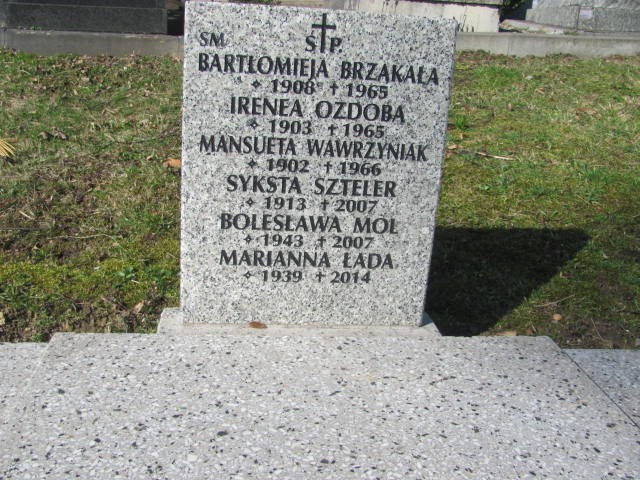 SM. Ś✝P.
BARTŁOMIEJA BRZĄKAŁA
* 1908 † 1965
IRENEA OZDOBA
* 1903 † 1965
MANSUETA WAWRZYNIAK
* 1902 † 1966
SYKSTA SZTELER
* 1913 † 2007
BOLESŁAWA MOL
* 1943 † 2007
MARIANNA ŁADA
* 1939 † 2014